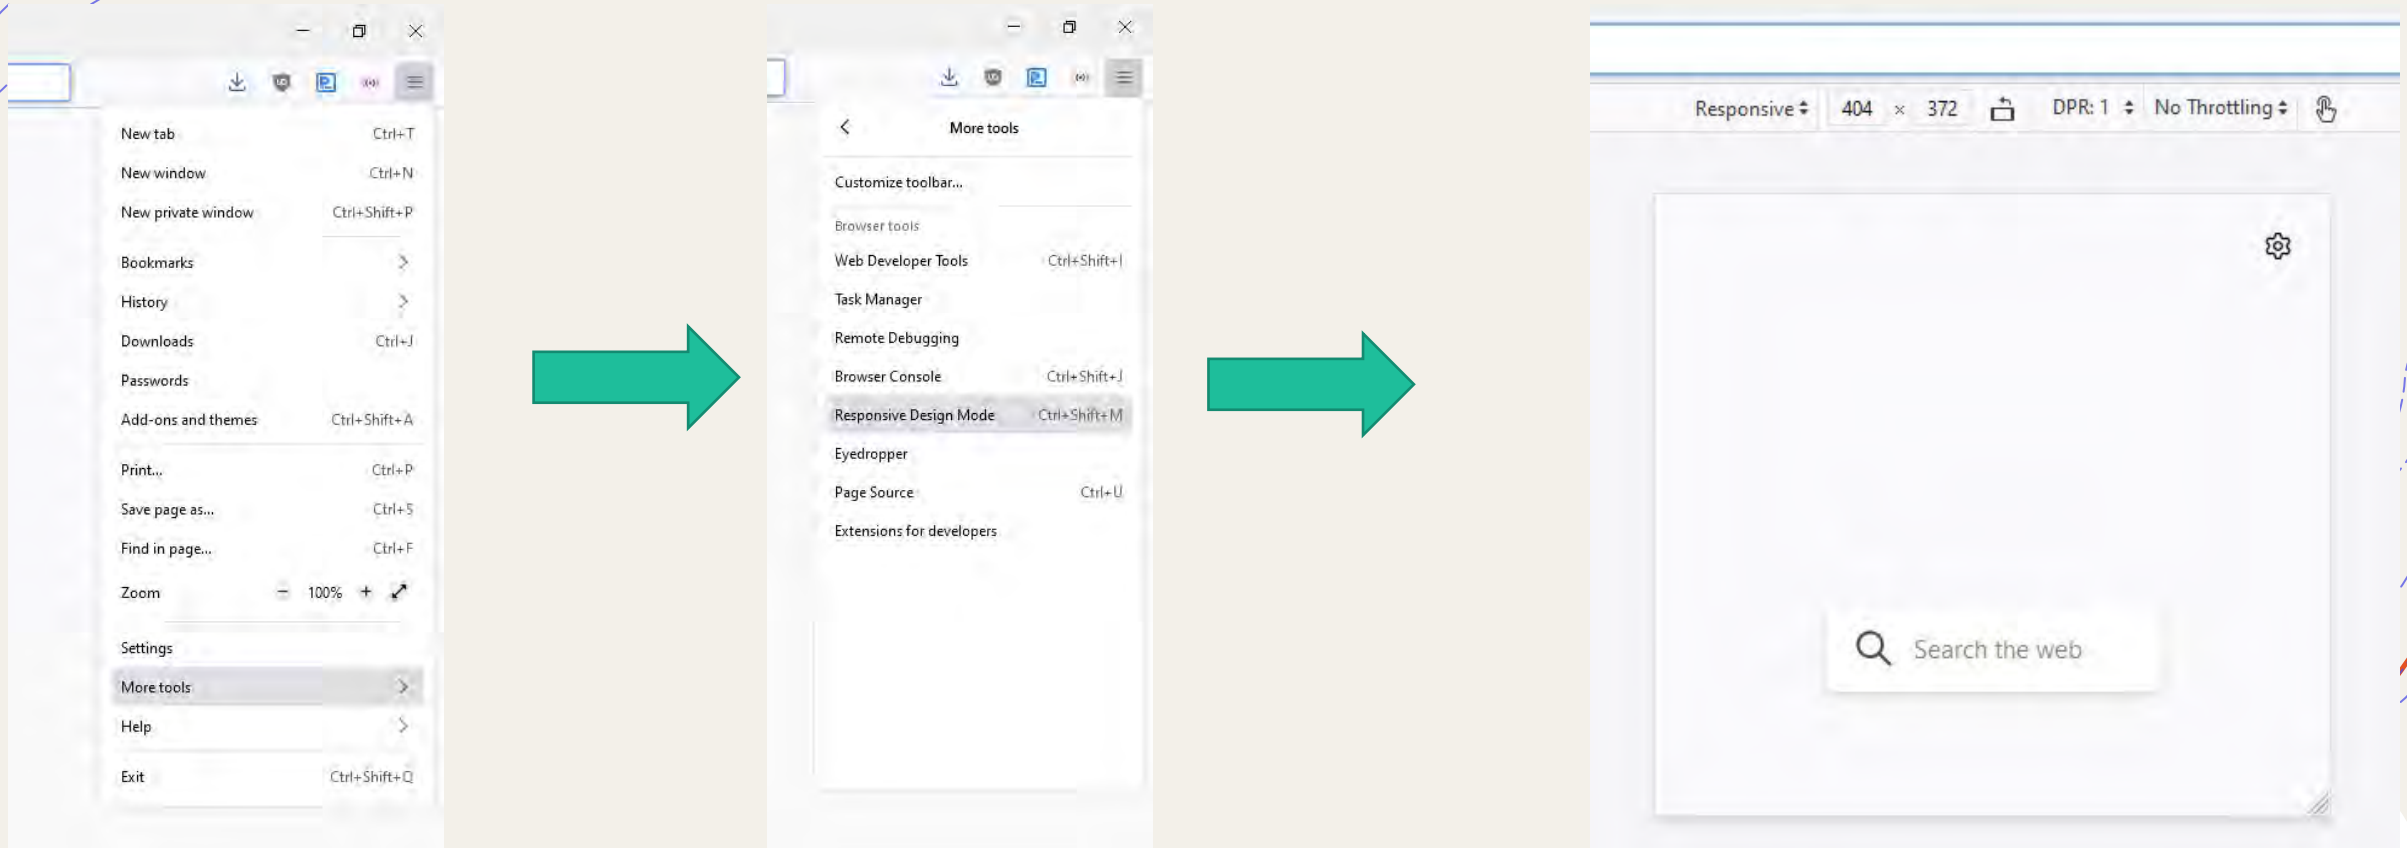 New tab Ctrl+T
New window Ctrl+N
New private window Ctrl+Shift+P
Bookmarks
History
Downloads Ctrl+J
Passwords
Add-ons and themes Ctrl+Shift+A
Print... Ctrl+P
Save page as... Ctrl+S
Find in page... Ctrl+F
Zoom − 100% +
Settings
More tools
Help
Exit Ctrl+Shift+Q
More tools
Customize toolbar...
Browser tools
Web Developer Tools Ctrl+Shift+I
Task Manager
Remote Debugging
Browser Console Ctrl+Shift+J
Responsive Design Mode Ctrl+Shift+M
Eyedropper
Page Source Ctrl+U
Extensions for developers
Responsive 404 × 372 DPR: 1 No Throttling
Search the web